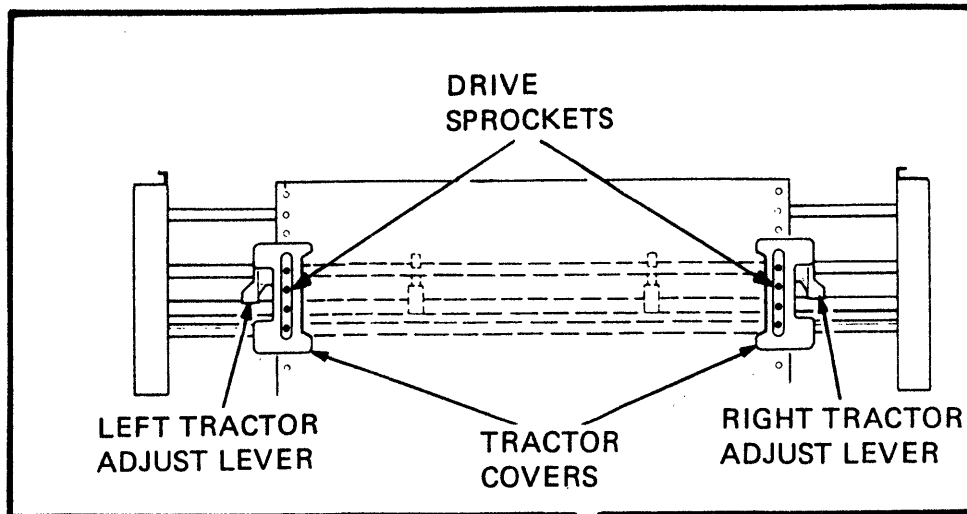 DRIVE
SPROCKETS
LEFT TRACTOR
ADJUST LEVER
TRACTOR
COVERS
RIGHT TRACTOR
ADJUST LEVER